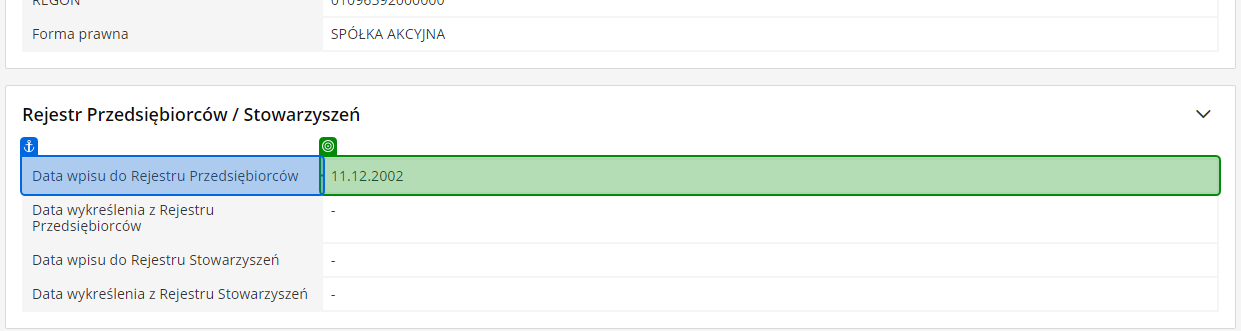 REGON 01096392000000
Forma prawna SPÓŁKA AKCYJNA
Rejestr Przedsiębiorców / Stowarzyszeń
Data wpisu do Rejestru Przedsiębiorców 11.12.2002
Data wykreślenia z Rejestru -
Przedsiębiorców
Data wpisu do Rejestru Stowarzyszeń -
Data wykreślenia z Rejestru Stowarzyszeń -